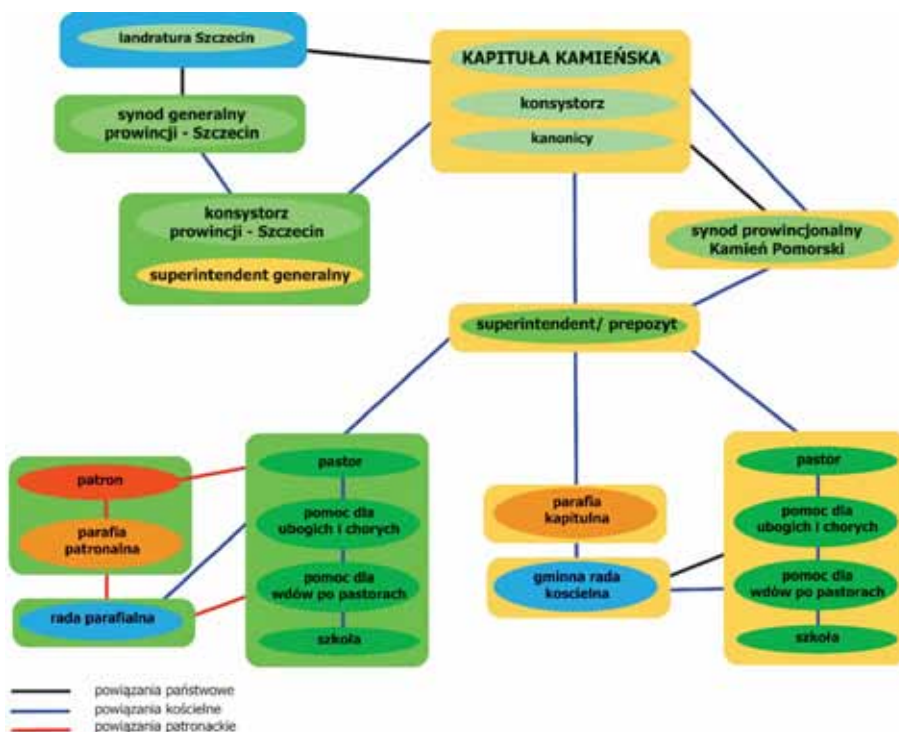 landratura Szczecin
KAPITUŁA KAMIEŃSKA
konsystorz
kanonicy
synod generalny
prowincji - Szczecin
konsystorz
prowincji - Szczecin
superintendent generalny
synod prowincjonalny
Kamień Pomorski
superintendent/ prepozyt
patron
parafia
patronalna
rada parafialna
pastor
pomoc dla
ubogich i chorych
pomoc dla
wdów po pastorach
szkoła
parafia
kapitulna
gminna rada
koscielna
pastor
pomoc dla
ubogich i chorych
pomoc dla
wdów po pastorach
szkoła
powiązania państwowe
powiązania kościelne
powiązania patronackie